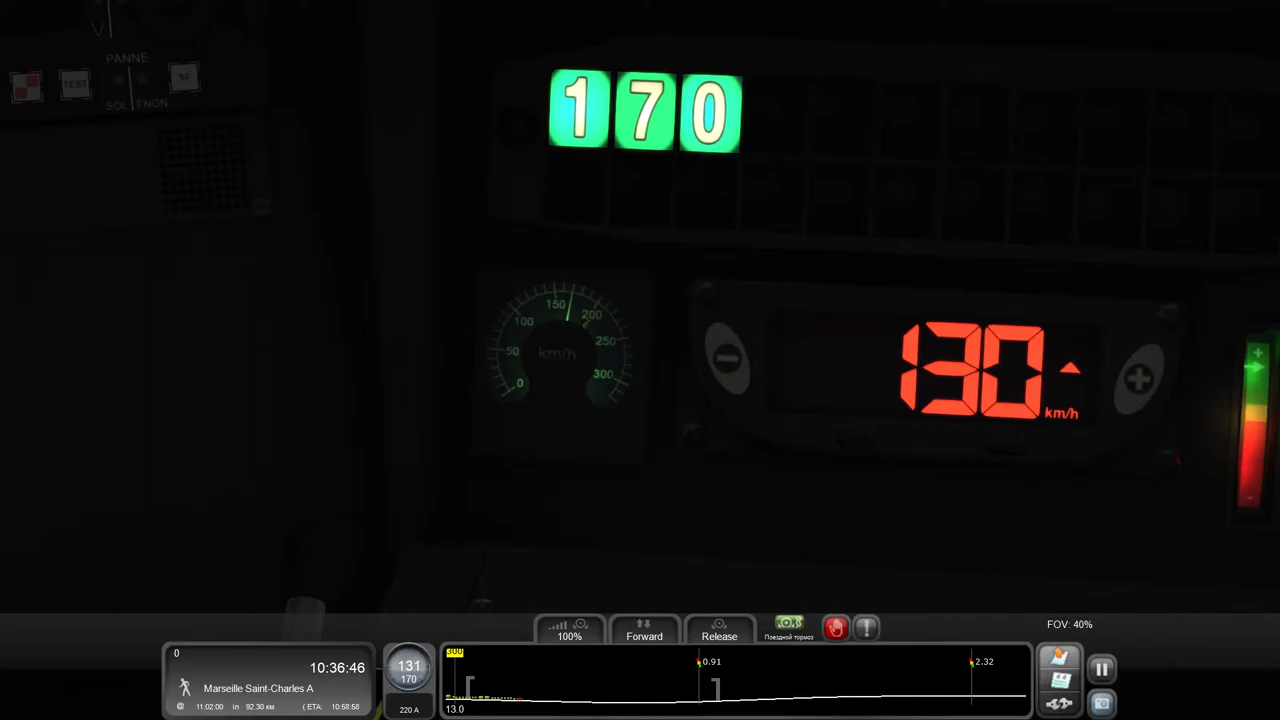 V
PANNE
TEST
SF
SOL ENGN
170
0 50 100 150 200 250 300
km/h
130
km/h
+
-
FOV: 40%
100%
Forward
Release
Поездной тормоз
0
10:36:46
Marseille Saint-Charles A
@ 11:02:00 in 92.30 км ( ETA: 10:58:58
131
170
220 A
300
0.91
2.32
13.0